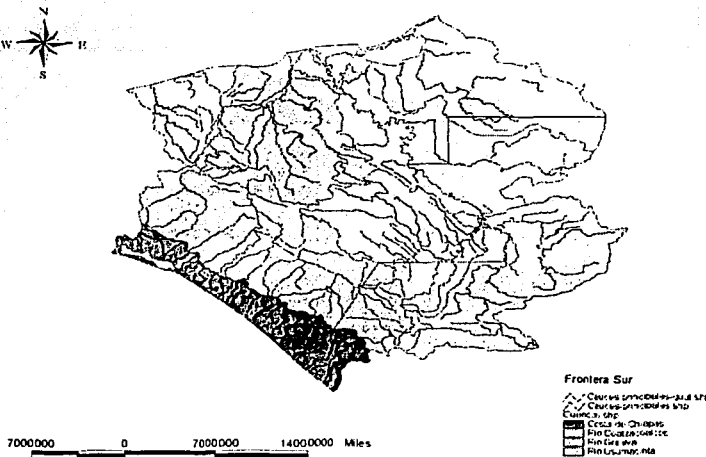 N
W E
S
Frontera Sur
Cauces principales gual shp
Cauces principales shp
Cuencas shp
Costa de Chiapas
Rio Coatzacoalcos
Rio Grijalva
Rio Usumacinta
7000000 0 7000000 14000000 Miles